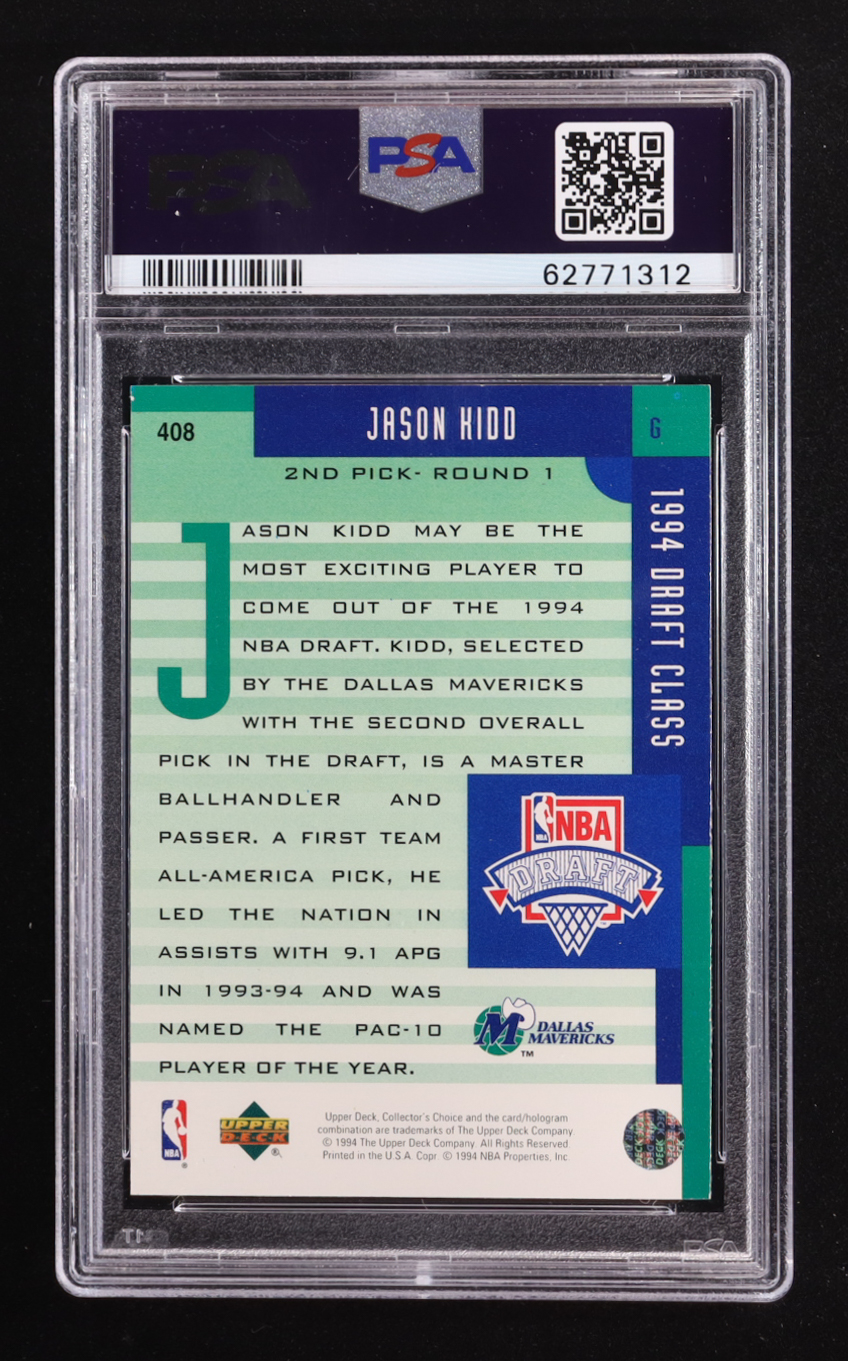 PSA
PSA
62771312
408
JASON KIDD
G
2ND PICK- ROUND 1
1994 DRAFT CLASS
JASON KIDD MAY BE THE
MOST EXCITING PLAYER TO
COME OUT OF THE 1994
NBA DRAFT. KIDD, SELECTED
BY THE DALLAS MAVERICKS
WITH THE SECOND OVERALL
PICK IN THE DRAFT, IS A MASTER
BALLHANDLER AND
PASSER. A FIRST TEAM
ALL-AMERICA PICK, HE
LED THE NATION IN
ASSISTS WITH 9.1 APG
IN 1993-94 AND WAS
NAMED THE PAC-10
PLAYER OF THE YEAR.
NBA
NBA
DRAFT
M
DALLAS
MAVERICKS
TM
NBA
®
UPPER
DECK
®
Upper Deck, Collector's Choice and the card/hologram
combination are trademarks of The Upper Deck Company
© 1994 The Upper Deck Company. All Rights Reserved
Printed in the U.S.A. Copr. © 1994 NBA Properties, Inc.
PSA